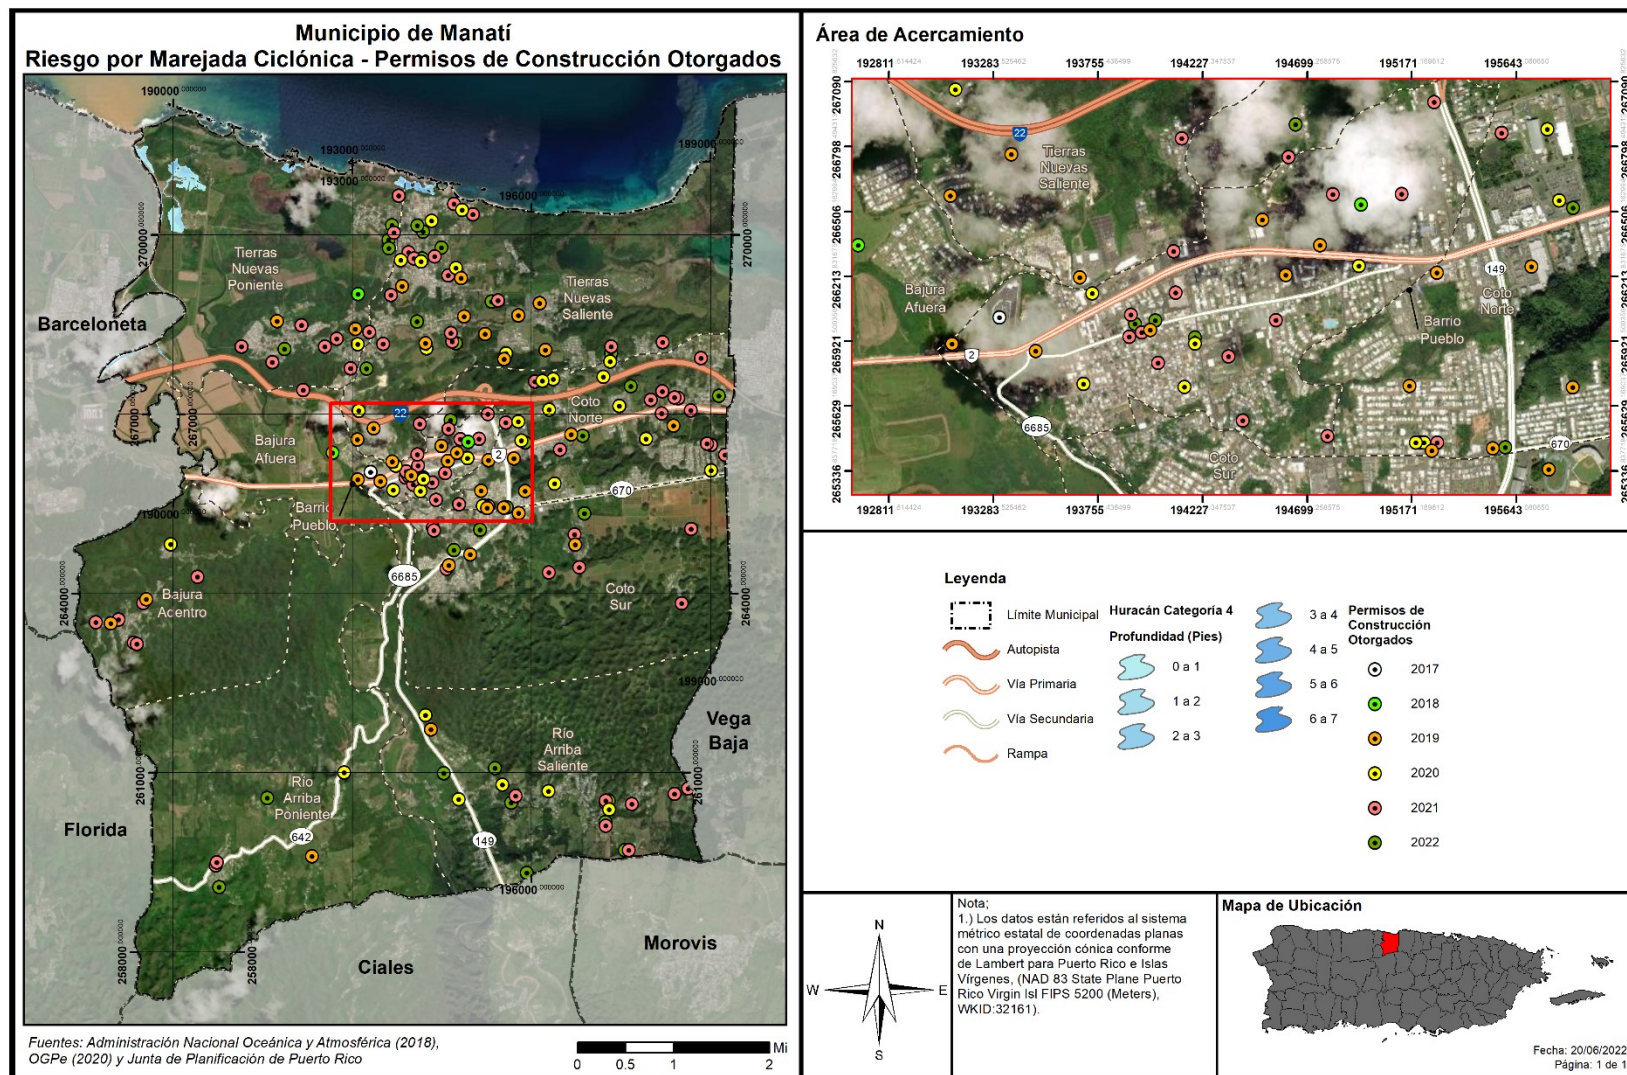 Municipio de Manatí
Riesgo por Marejada Ciclónica - Permisos de Construcción Otorgados
190000
193000
193000
196000
199000
270000
270000
Tierras
Nuevas
Poniente
Tierras
Nuevas
Saliente
Barceloneta
267000
267000
22
Coto
Norte
Bajura
Afuera
2
670
190000
Barrio
Pueblo
6685
264000
264000
Bajura
Adentro
Coto
Sur
199000
Vega
Baja
Río
Arriba
Saliente
261000
261000
Río
Arriba
Poniente
Florida
642
149
196000
258000
258000
Ciales
Morovis
Fuentes: Administración Nacional Oceánica y Atmosférica (2018),
OGPe (2020) y Junta de Planificación de Puerto Rico
0 0.5 1 2 Mi
Área de Acercamiento
192811 193283 193755 194227 194699 195171 195643
267090
266798
266506
266213
265921
265629
265336
267090
266798
266506
266213
265921
265629
265336
22
Tierras
Nuevas
Saliente
Bajura
Afuera
149
Coto
Norte
Barrio
Pueblo
2
6685
Coto
Sur
670
192811 193283 193755 194227 194699 195171 195643
Leyenda
Límite Municipal
Autopista
Vía Primaria
Vía Secundaria
Rampa
Huracán Categoría 4
Profundidad (Pies)
0 a 1
1 a 2
2 a 3
3 a 4
4 a 5
5 a 6
6 a 7
Permisos de
Construcción
Otorgados
2017
2018
2019
2020
2021
2022
N
W
E
S
Nota;
1.) Los datos están referidos al sistema
métrico estatal de coordenadas planas
con una proyección cónica conforme
de Lambert para Puerto Rico e Islas
Vírgenes, (NAD 83 State Plane Puerto
Rico Virgin Isl FIPS 5200 (Meters),
WKID:32161).
Mapa de Ubicación
Fecha: 20/06/2022
Página: 1 de 1